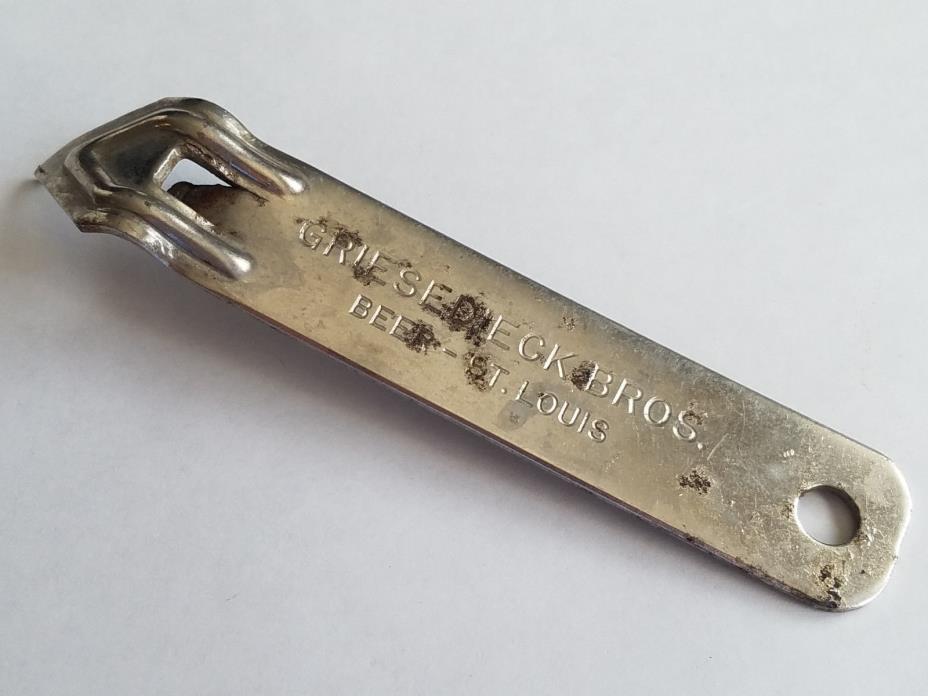 GRIESEDIECK BROS.
BEER - ST. LOUIS